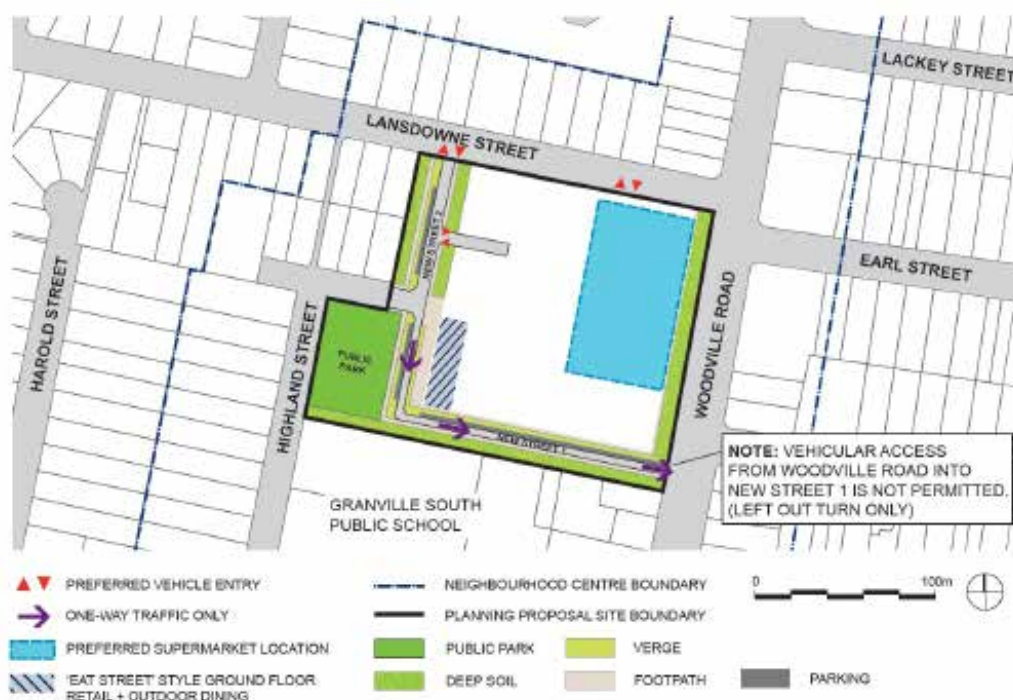 LACKEY STREET
LANSDOWNE STREET
NEW STREET 2
EARL STREET
HAROLD STREET
HIGHLAND STREET
PUBLIC
PARK
WOODVILLE ROAD
NEW STREET 1
NOTE: VEHICULAR ACCESS
FROM WOODVILLE ROAD INTO
NEW STREET 1 IS NOT PERMITTED.
(LEFT OUT TURN ONLY)
GRANVILLE SOUTH
PUBLIC SCHOOL
PREFERRED VEHICLE ENTRY
NEIGHBOURHOOD CENTRE BOUNDARY
0 100m
ONE-WAY TRAFFIC ONLY
PLANNING PROPOSAL SITE BOUNDARY
PREFERRED SUPERMARKET LOCATION
PUBLIC PARK
VERGE
'EAT STREET' STYLE GROUND FLOOR
RETAIL + OUTDOOR DINING
DEEP SOIL
FOOTPATH
PARKING